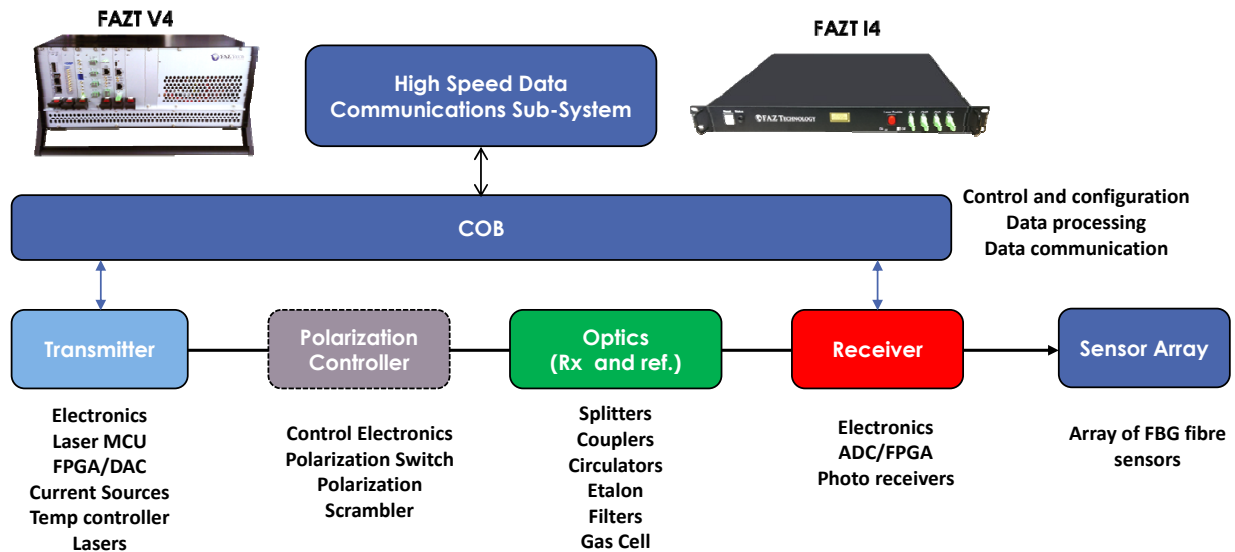 FAZT V4
FAZT I4
High Speed Data
Communications Sub-System
FAZ TECHNOLOGY
COB
Control and configuration
Data processing
Data communication
Transmitter
Polarization
Controller
Optics
(Rx and ref.)
Receiver
Sensor Array
Electronics
Laser MCU
FPGA/DAC
Current Sources
Temp controller
Lasers
Control Electronics
Polarization Switch
Polarization
Scrambler
Splitters
Couplers
Circulators
Etalon
Filters
Gas Cell
Electronics
ADC/FPGA
Photo receivers
Array of FBG fibre
sensors